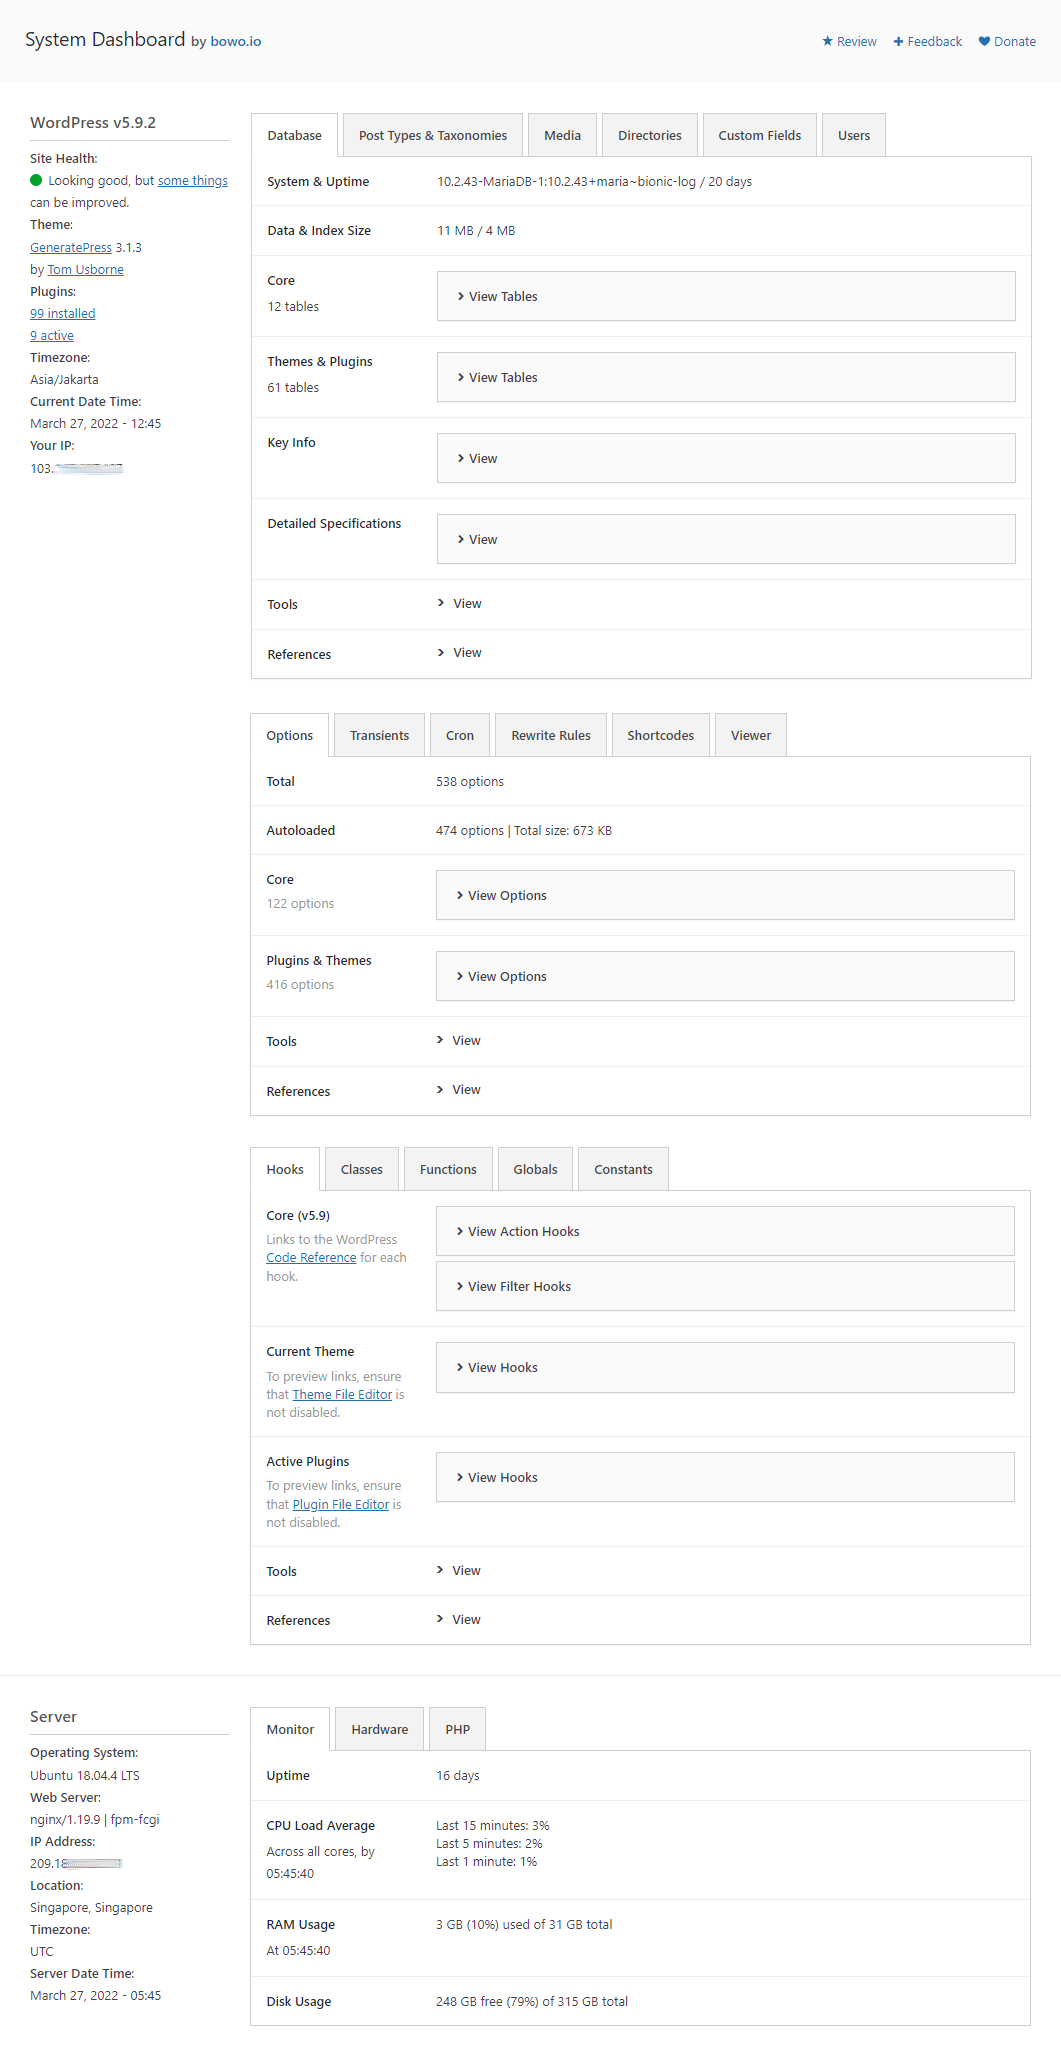 System Dashboard by bowo.io
Review
Feedback
Donate
WordPress v5.9.2
Site Health:
Looking good, but some things
can be improved.
Theme:
GeneratePress 3.1.3
by Tom Usborne
Plugins:
99 installed
9 active
Timezone:
Asia/Jakarta
Current Date Time:
March 27, 2022 - 12:45
Your IP:
103.
Database
Post Types & Taxonomies
Media
Directories
Custom Fields
Users
System & Uptime
10.2.43-MariaDB-1:10.2.43+maria~bionic-log / 20 days
Data & Index Size
11 MB / 4 MB
Core
12 tables
View Tables
Themes & Plugins
61 tables
View Tables
Key Info
View
Detailed Specifications
View
Tools
View
References
View
Options
Transients
Cron
Rewrite Rules
Shortcodes
Viewer
Total
538 options
Autoloaded
474 options | Total size: 673 KB
Core
122 options
View Options
Plugins & Themes
416 options
View Options
Tools
View
References
View
Hooks
Classes
Functions
Globals
Constants
Core (v5.9)
Links to the WordPress
Code Reference for each
hook.
View Action Hooks
View Filter Hooks
Current Theme
To preview links, ensure
that Theme File Editor is
not disabled.
View Hooks
Active Plugins
To preview links, ensure
that Plugin File Editor is
not disabled.
View Hooks
Tools
View
References
View
Server
Operating System:
Ubuntu 18.04.4 LTS
Web Server:
nginx/1.19.9 | fpm-fcgi
IP Address:
209.18
Location:
Singapore, Singapore
Timezone:
UTC
Server Date Time:
March 27, 2022 - 05:45
Monitor
Hardware
PHP
Uptime
16 days
CPU Load Average
Across all cores, by
05:45:40
Last 15 minutes: 3%
Last 5 minutes: 2%
Last 1 minute: 1%
RAM Usage
At 05:45:40
3 GB (10%) used of 31 GB total
Disk Usage
248 GB free (79%) of 315 GB total